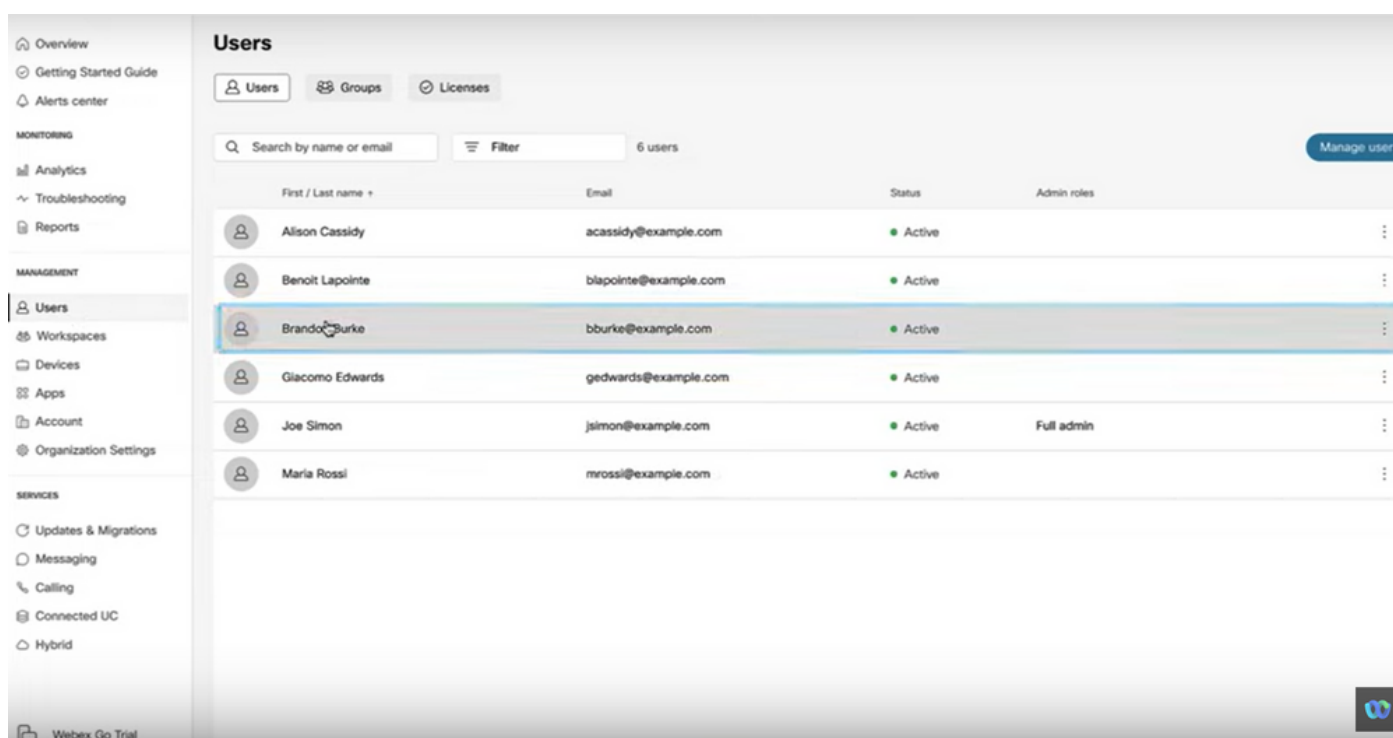 Overview
Getting Started Guide
Alerts center
MONITORING
Analytics
Troubleshooting
Reports
MANAGEMENT
Users
Workspaces
Devices
Apps
Account
Organization Settings
SERVICES
Updates & Migrations
Messaging
Calling
Connected UC
Hybrid
Webex Go Trial
Users
Users Groups Licenses
Search by name or email Filter 6 users Manage user
First / Last name Email Status Admin roles
Alison Cassidy acassidy@example.com Active
Benoit Lapointe blapointe@example.com Active
Burke bburke@example.com Active
Giacomo Edwards gedwards@example.com Active
Joe Simon jsimon@example.com Active Full admin
Maria Rossi mrossi@example.com Active